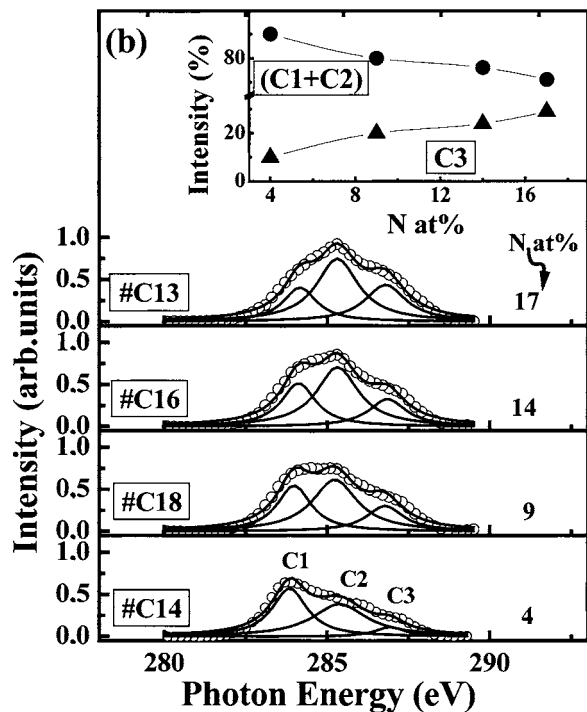 (b)
Intensity (%)
80
20
0
(C1+C2)
C3
4
8
12
16
N at%
N at%
1.0
0.5
0.0
#C13
17
1.0
0.5
0.0
#C16
14
1.0
0.5
0.0
#C18
9
1.0
0.5
0.0
#C14
C1
C2
C3
4
Intensity (arb.units)
280
285
290
Photon Energy (eV)